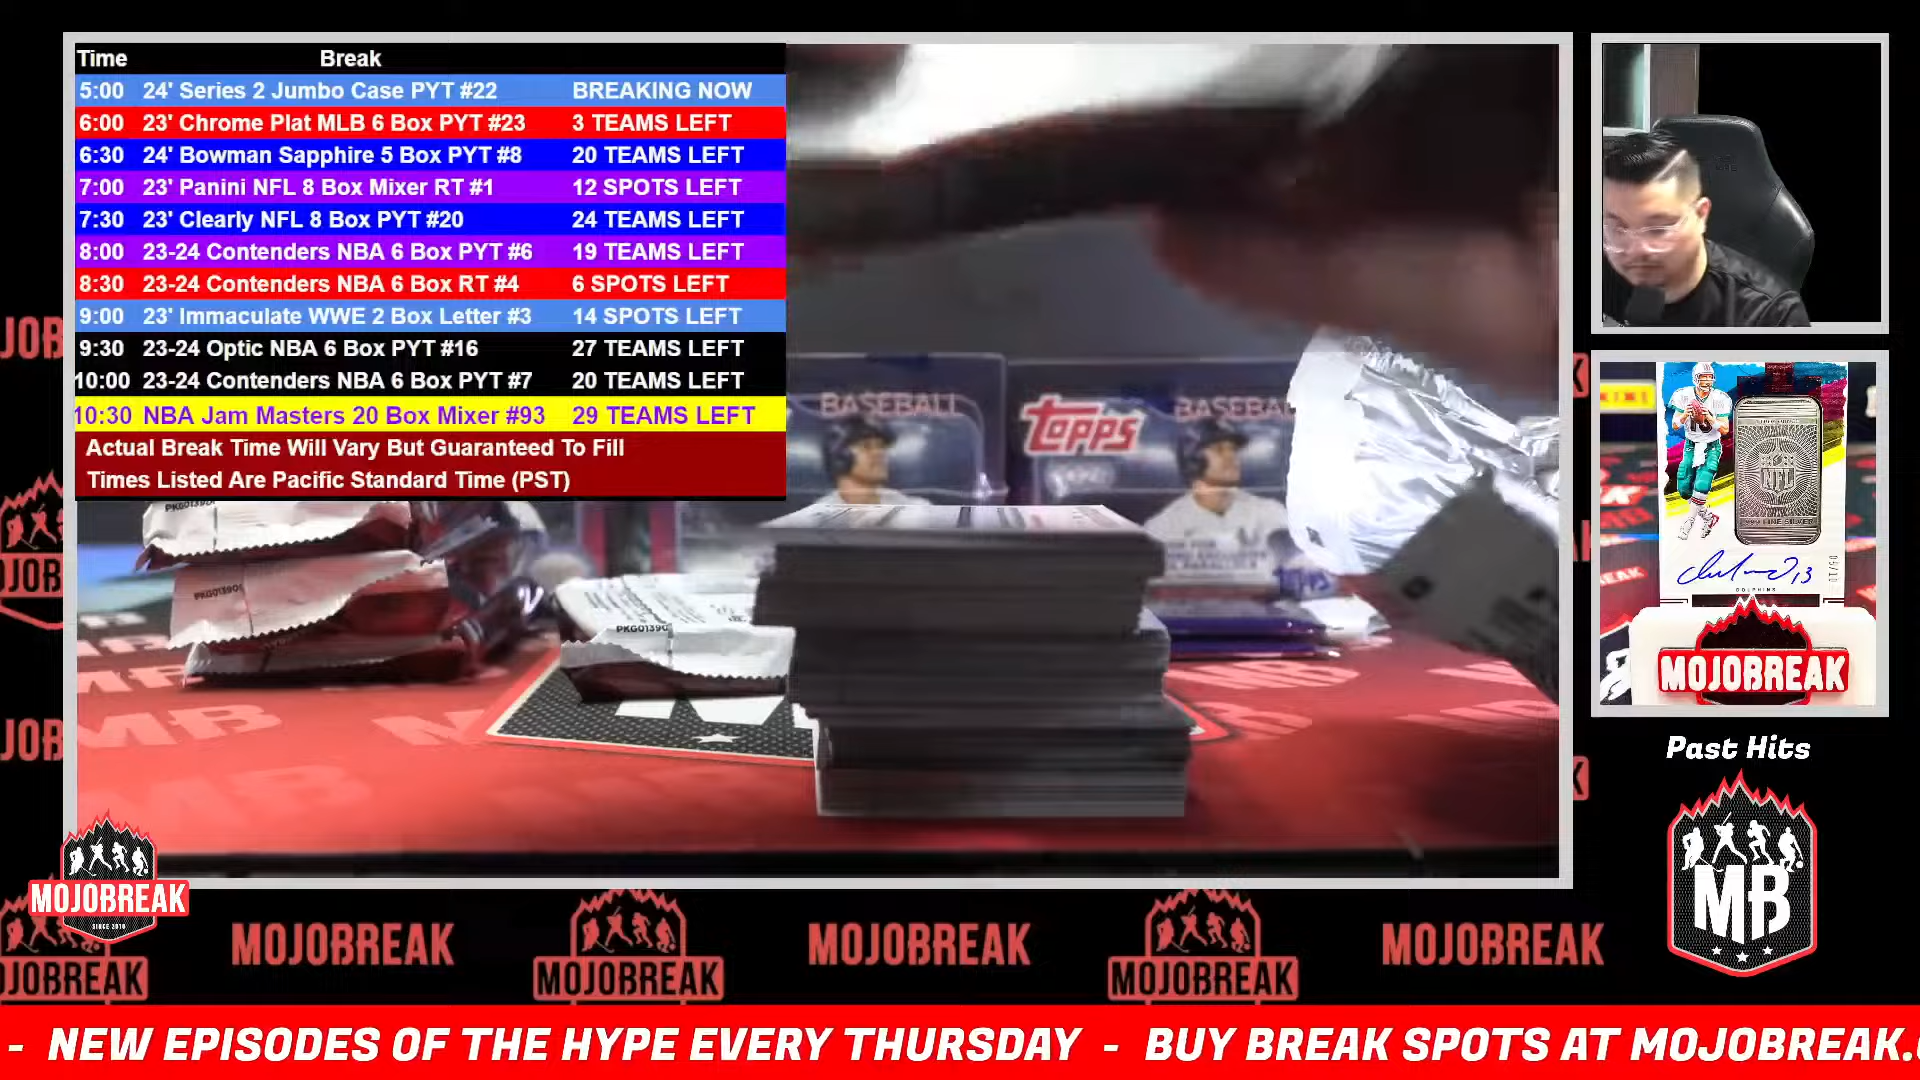 Time Break
5:00 24' Series 2 Jumbo Case PYT #22 BREAKING NOW
6:00 23' Chrome Plat MLB 6 Box PYT #23 3 TEAMS LEFT
6:30 24' Bowman Sapphire 5 Box PYT #8 20 TEAMS LEFT
7:00 23' Panini NFL 8 Box Mixer RT #1 12 SPOTS LEFT
7:30 23' Clearly NFL 8 Box PYT #20 24 TEAMS LEFT
8:00 23-24 Contenders NBA 6 Box PYT #6 19 TEAMS LEFT
8:30 23-24 Contenders NBA 6 Box RT #4 6 SPOTS LEFT
9:00 23' Immaculate WWE 2 Box Letter #3 14 SPOTS LEFT
9:30 23-24 Optic NBA 6 Box PYT #16 27 TEAMS LEFT
10:00 23-24 Contenders NBA 6 Box PYT #7 20 TEAMS LEFT
10:30 NBA Jam Masters 20 Box Mixer #93 29 TEAMS LEFT
Actual Break Time Will Vary But Guaranteed To Fill
Times Listed Are Pacific Standard Time (PST)
BASEBALL
Topps
BASEBALL
PKG01390
PKG01390
MB
NFL
DOLPHINS
MOJOBREAK
Past Hits
MB
MOJOBREAK
SINCE 2010
MOJOBREAK
MOJOBREAK
MOJOBREAK
MOJOBREAK
MOJOBREAK
- NEW EPISODES OF THE HYPE EVERY THURSDAY - BUY BREAK SPOTS AT MOJOBREAK.